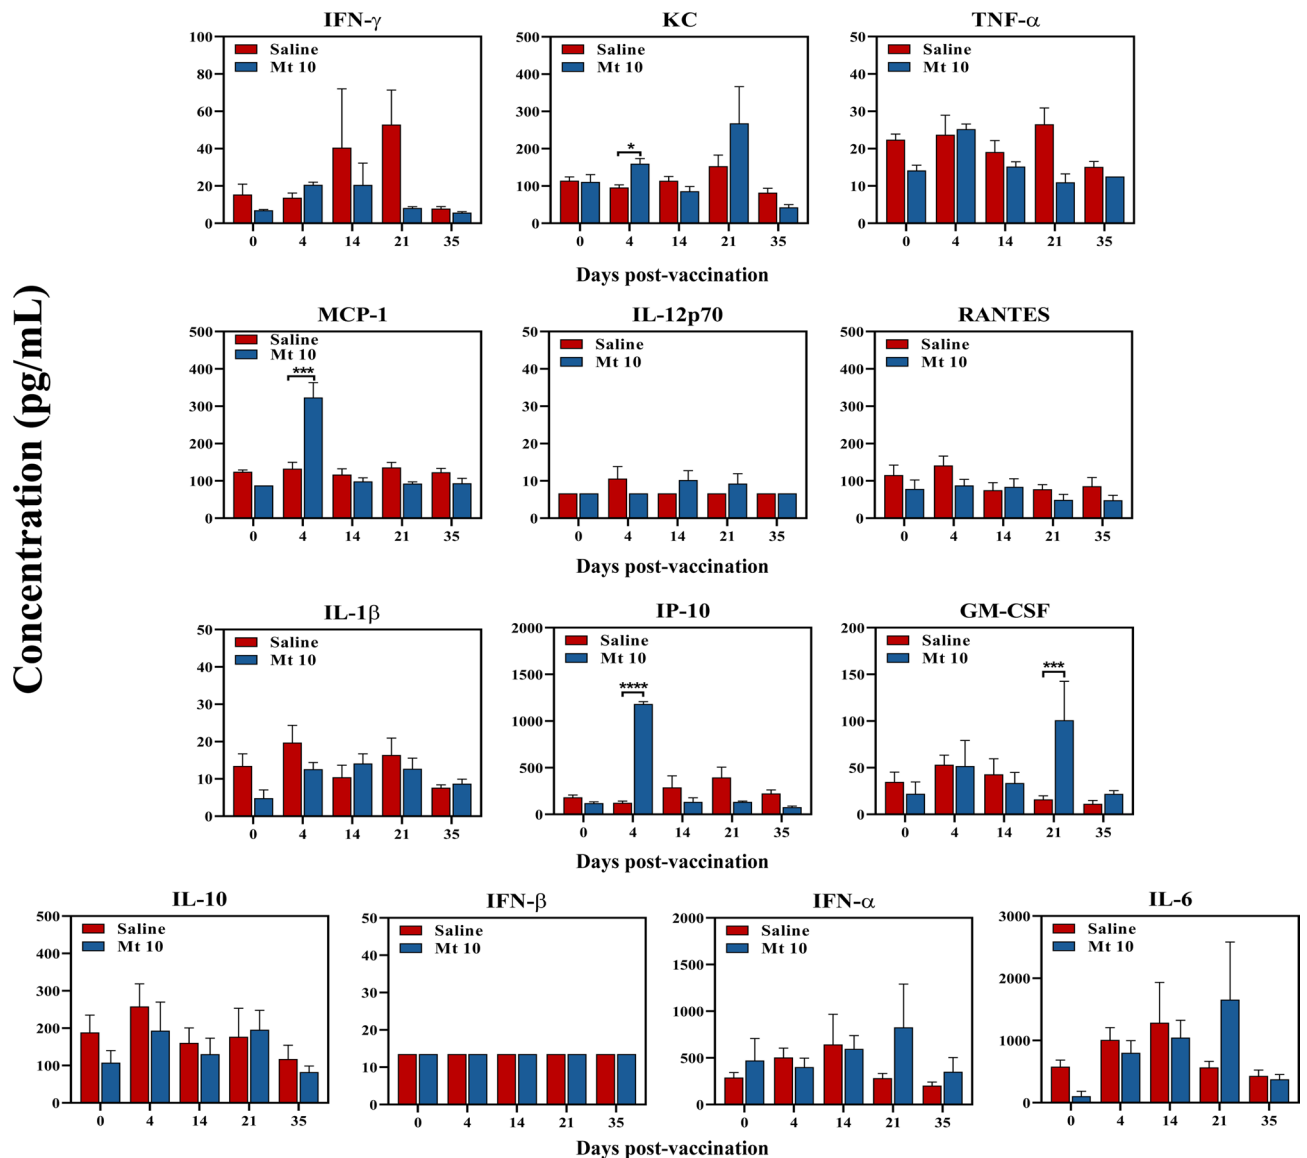 IFN-γ KC TNF-α
100 500 50
Saline Saline Saline
Mt 10 Mt 10 Mt 10
80 400 40
60 300 30
40 200 20
20 100 10
0 0 0
0 4 14 21 35 0 4 14 21 35 0 4 14 21 35
*
Days post-vaccination
Concentration (pg/mL)
MCP-1 IL-12p70 RANTES
500 50 500
Saline Saline Saline
Mt 10 Mt 10 Mt 10
400 40 400
***
300 30 300
200 20 200
100 10 100
0 0 0
0 4 14 21 35 0 4 14 21 35 0 4 14 21 35
Days post-vaccination
IL-1β IP-10 GM-CSF
50 2000 200
Saline Saline Saline
Mt 10 Mt 10 Mt 10
40 1500 150
**** ***
30 1000 100
20 500 50
10
0 0 0
0 4 14 21 35 0 4 14 21 35 0 4 14 21 35
Days post-vaccination
IL-10 IFN-β IFN-α IL-6
500 50 2000 3000
Saline Saline Saline Saline
Mt 10 Mt 10 Mt 10 Mt 10
400 40 1500 2000
300 30 1000 1000
200 20 500
100 10
0 0 0 0
0 4 14 21 35 0 4 14 21 35 0 4 14 21 35 0 4 14 21 35
Days post-vaccination